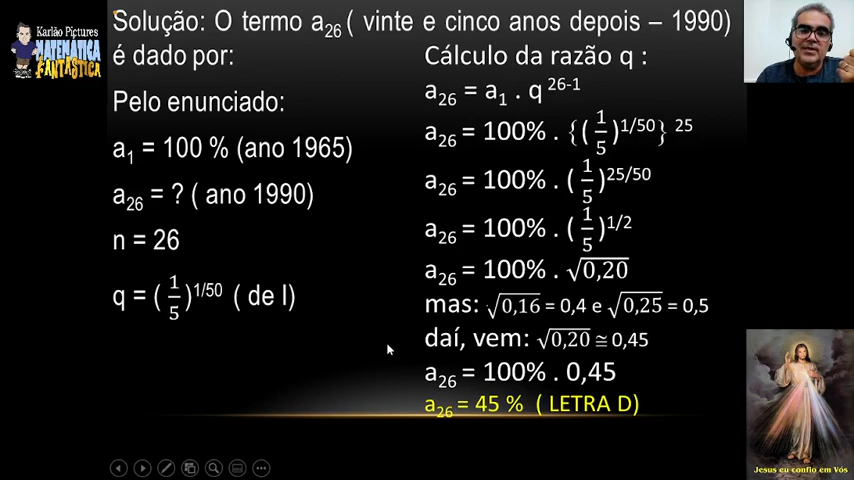 Karlão Pictures
MATEMÁTICA
FANTÁSTICA
Solução: O termo a26 ( vinte e cinco anos depois – 1990)
é dado por:
Pelo enunciado:
a1 = 100 % (ano 1965)
a26 = ? ( ano 1990)
n = 26
q = ( 1/5 )^1/50 ( de I)
Cálculo da razão q :
a26 = a1 . q^26-1
a26 = 100% . {( 1/5 )^1/50}^25
a26 = 100% . ( 1/5 )^25/50
a26 = 100% . ( 1/5 )^1/2
a26 = 100% . √0,20
mas: √0,16 = 0,4 e √0,25 = 0,5
daí, vem: √0,20 ≅ 0,45
a26 = 100% . 0,45
a26 = 45 % ( LETRA D)
Jesus eu confio em Vós